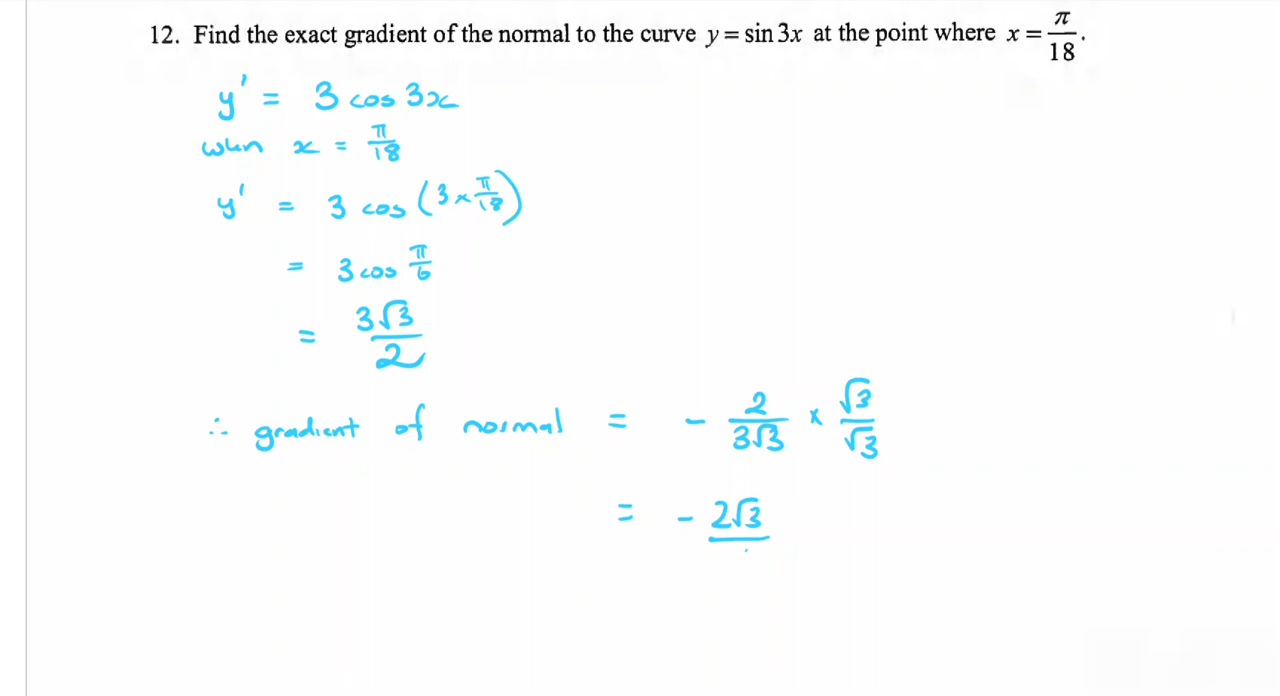 12. Find the exact gradient of the normal to the curve y = sin 3x at the point where x = π/18.
y' = 3 cos 3x
when x = π/18
y' = 3 cos (3 × π/18)
= 3 cos π/6
= 3√3/2
∴ gradient of normal = - 2/3√3 × √3/√3
= - 2√3